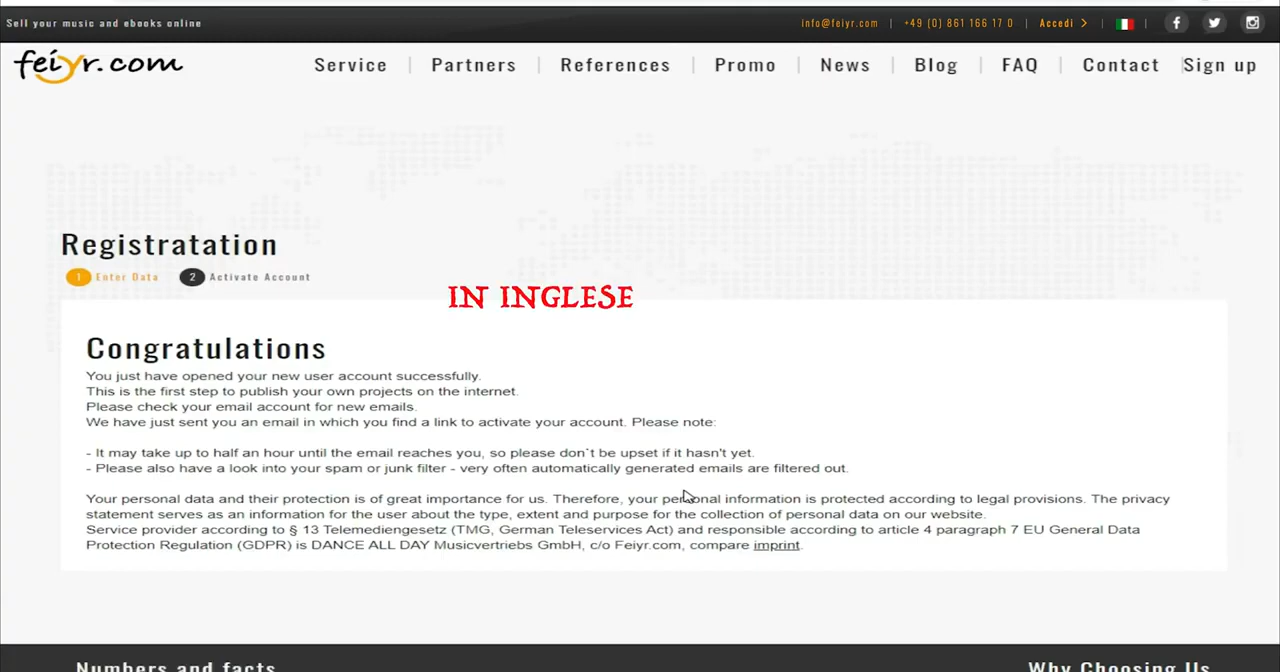 Sell your music and ebooks online
info@feiyr.com | +49 (0) 861 166 17 0 | Accedi > |
feiyr.com
Service | Partners | References | Promo | News | Blog | FAQ | Contact | Sign up
Registratation
1 Enter Data 2 Activate Account
IN INGLESE
Congratulations
You just have opened your new user account successfully.
This is the first step to publish your own projects on the internet.
Please check your email account for new emails.
We have just sent you an email in which you find a link to activate your account. Please note:
- It may take up to half an hour until the email reaches you, so please don`t be upset if it hasn't yet.
- Please also have a look into your spam or junk filter - very often automatically generated emails are filtered out.
Your personal data and their protection is of great importance for us. Therefore, your personal information is protected according to legal provisions. The privacy
statement serves as an information for the user about the type, extent and purpose for the collection of personal data on our website.
Service provider according to § 13 Telemediengesetz (TMG, German Teleservices Act) and responsible according to article 4 paragraph 7 EU General Data
Protection Regulation (GDPR) is DANCE ALL DAY Musicvertriebs GmbH, c/o Feiyr.com, compare imprint.
Numbers and facts
Why Choosing Us